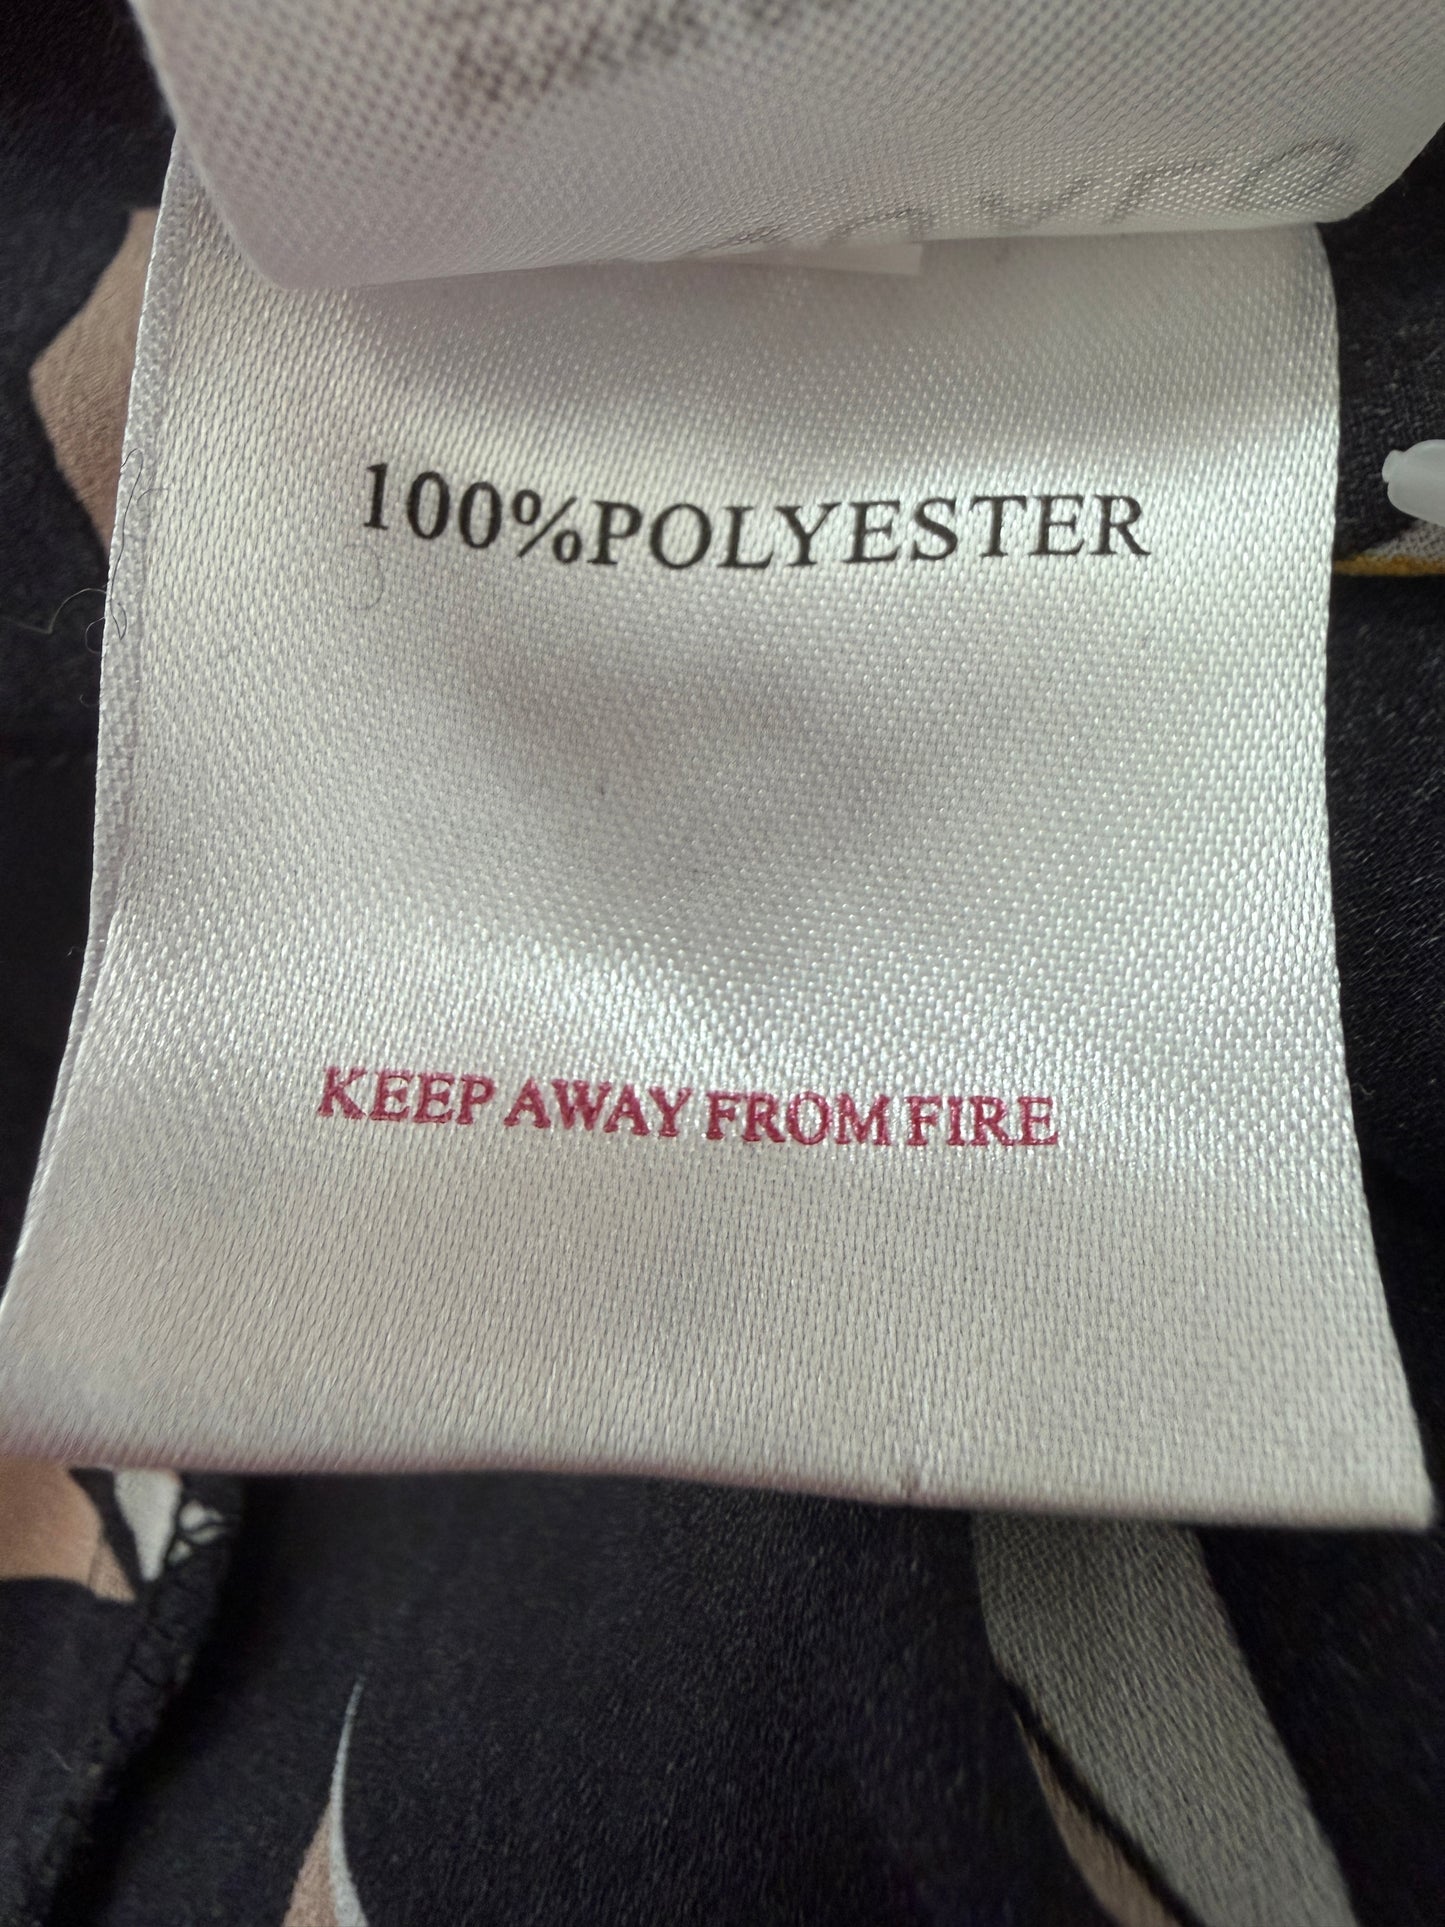 100%POLYESTER
KEEP AWAY FROM FIRE